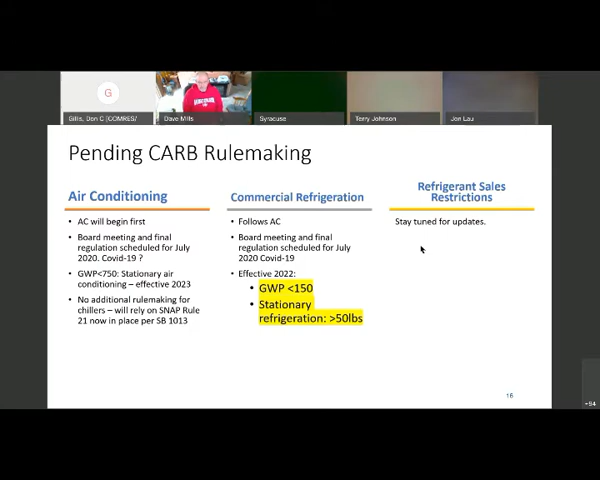 G
Gillis, Don C [COMRES/
Dave Mills
Syracuse
Terry Johnson
Jon Lau
Pending CARB Rulemaking
Air Conditioning
• AC will begin first
• Board meeting and final
regulation scheduled for July
2020. Covid-19 ?
• GWP<750: Stationary air
conditioning – effective 2023
• No additional rulemaking for
chillers – will rely on SNAP Rule
21 now in place per SB 1013
Commercial Refrigeration
• Follows AC
• Board meeting and final
regulation scheduled for July
2020 Covid-19
• Effective 2022:
• GWP <150
• Stationary
refrigeration: >50lbs
Refrigerant Sales
Restrictions
Stay tuned for updates.
16
+94